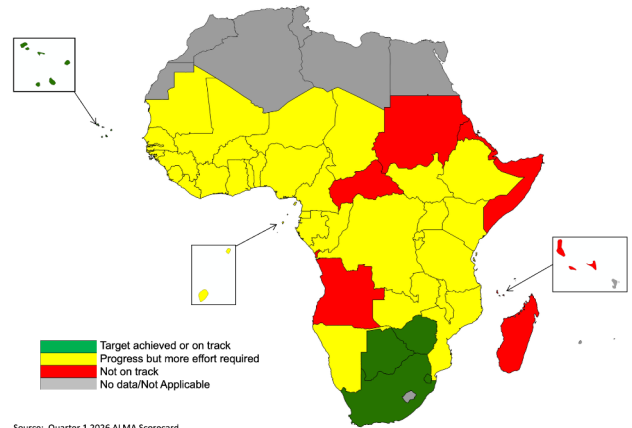 Target achieved or on track
Progress but more effort required
Not on track
No data/Not Applicable
Source: Quarter 1 2026 ALMA Scorecard